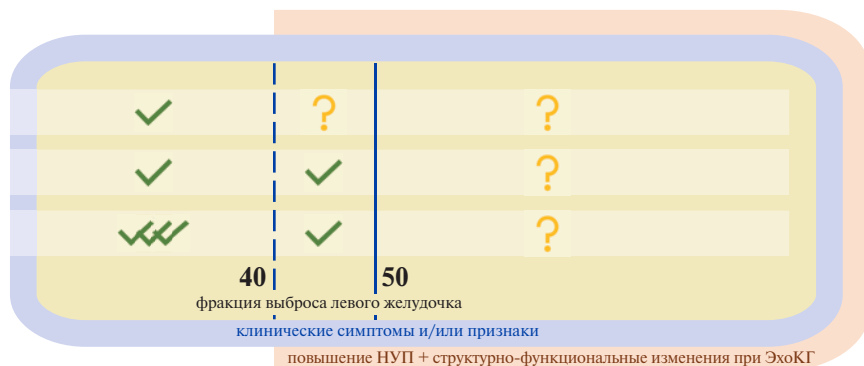 ?
?
?
?
40 50
фракция выброса левого желудочка
клинические симптомы и/или признаки
повышение НУП + структурно-функциональные изменения при ЭхоКГ